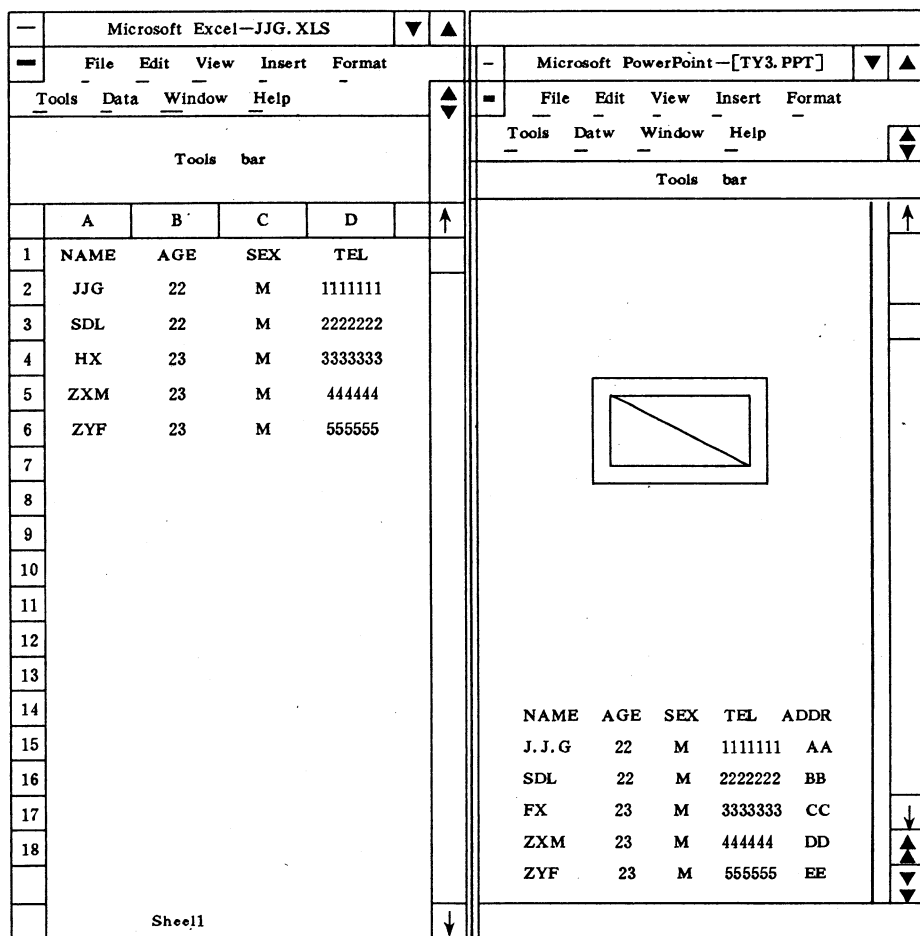 Microsoft Excel—JJG.XLS
File Edit View Insert Format
Tools Data Window Help
Tools bar
A B C D
1 NAME AGE SEX TEL
2 JJG 22 M 1111111
3 SDL 22 M 2222222
4 HX 23 M 3333333
5 ZXM 23 M 444444
6 ZYF 23 M 555555
7
8
9
10
11
12
13
14
15
16
17
18
Sheel1
Microsoft PowerPoint—[TY3.PPT]
File Edit View Insert Format
Tools Datw Window Help
Tools bar
NAME AGE SEX TEL ADDR
J.J.G 22 M 1111111 AA
SDL 22 M 2222222 BB
FX 23 M 3333333 CC
ZXM 23 M 444444 DD
ZYF 23 M 555555 EE